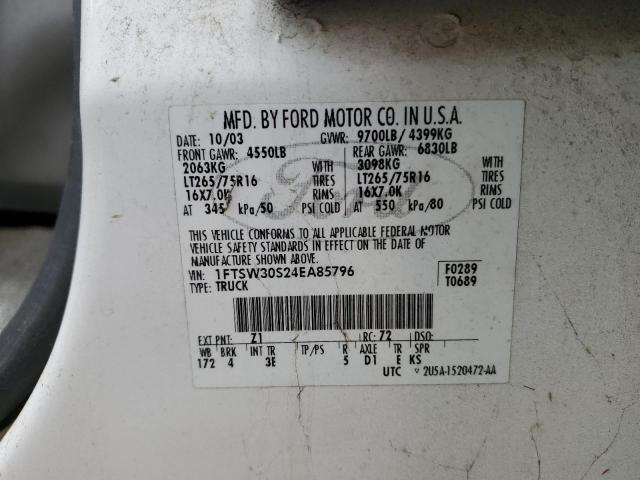 MFD. BY FORD MOTOR CO. IN U.S.A.
DATE: 10/03 GVWR: 9700LB/ 4399KG
FRONT GAWR: 4550LB REAR GAWR: 6830LB
2063KG WITH 3098KG WITH
LT265/75R16 TIRES LT265/75R16 TIRES
16X7.0K RIMS 16X7.0K RIMS
AT 345 kPa/50 PSI COLD AT 550 kPa/80 PSI COLD
Ford
THIS VEHICLE CONFORMS TO ALL APPLICABLE FEDERAL MOTOR
VEHICLE SAFETY STANDARDS IN EFFECT ON THE DATE OF
MANUFACTURE SHOWN ABOVE.
VIN: 1FTSW30S24EA85796 F0289
TYPE: TRUCK T0689
EXT PNT: Z1 RC: 72 DSO:
WB BRK INT TR TP/PS R AXLE TR SPR
172 4 3E 5 D1 E KS
UTC 2U5A-1520472-AA